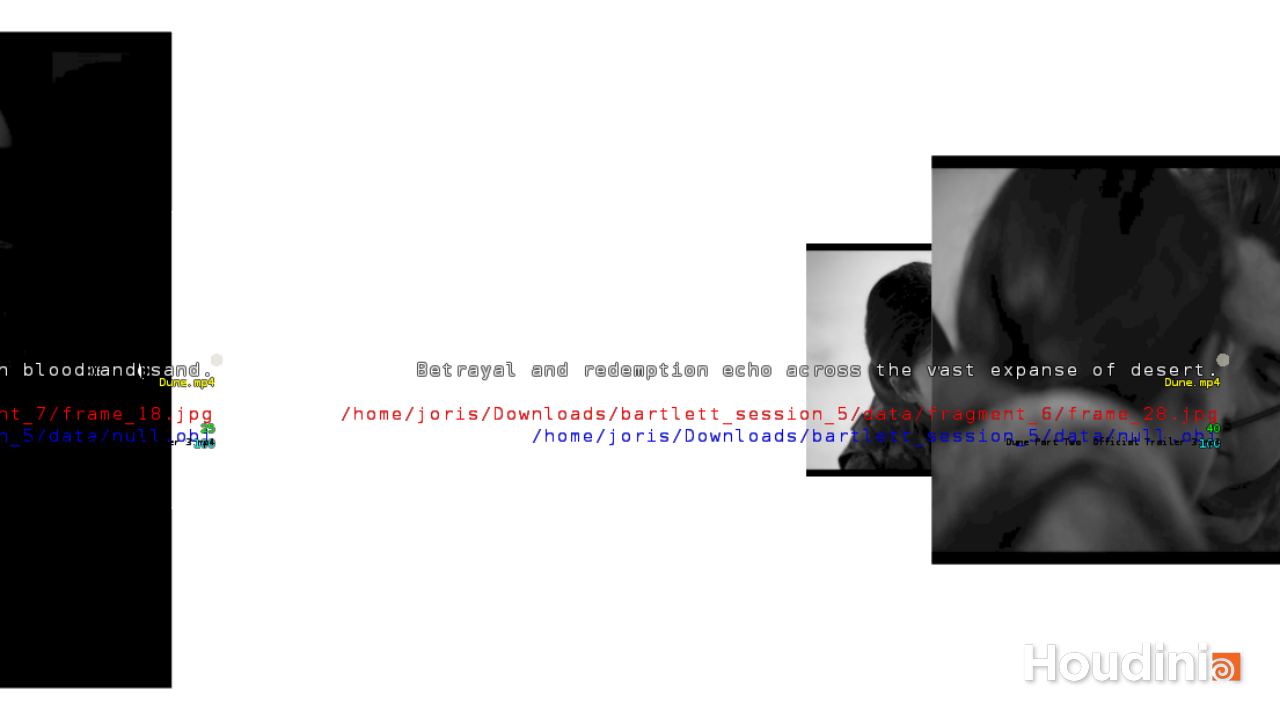 n blood and sand.
Betrayal and redemption echo across the vast expanse of desert.
Dune.mp4
Dune.mp4
nt_7/frame_18.jpg
/home/joris/Downloads/bartlett_session_5/data/fragment_6/frame_28.jpg
25
40
n_5/data/null.obj
/home/joris/Downloads/bartlett_session_5/data/null.obj
Dune Part Two Official Trailer 3
Houdini